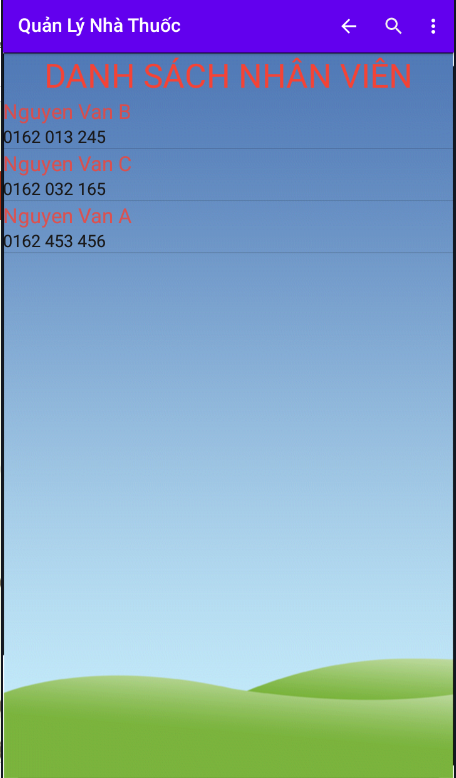 Quản Lý Nhà Thuốc
DANH SÁCH NHÂN VIÊN
Nguyen Van B
0162 013 245
Nguyen Van C
0162 032 165
Nguyen Van A
0162 453 456